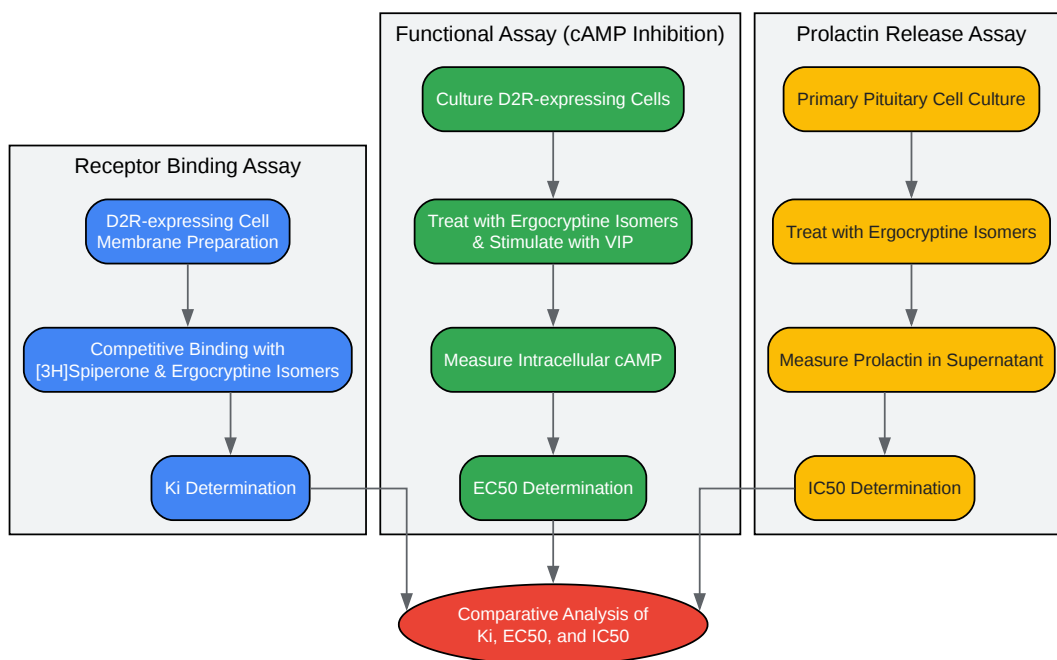 Receptor Binding Assay
D2R-expressing Cell
Membrane Preparation
Competitive Binding with
[3H]Spiperone & Ergocryptine Isomers
Ki Determination
Functional Assay (cAMP Inhibition)
Culture D2R-expressing Cells
Treat with Ergocryptine Isomers
& Stimulate with VIP
Measure Intracellular cAMP
EC50 Determination
Prolactin Release Assay
Primary Pituitary Cell Culture
Treat with Ergocryptine Isomers
Measure Prolactin in Supernatant
IC50 Determination
Comparative Analysis of
Ki, EC50, and IC50